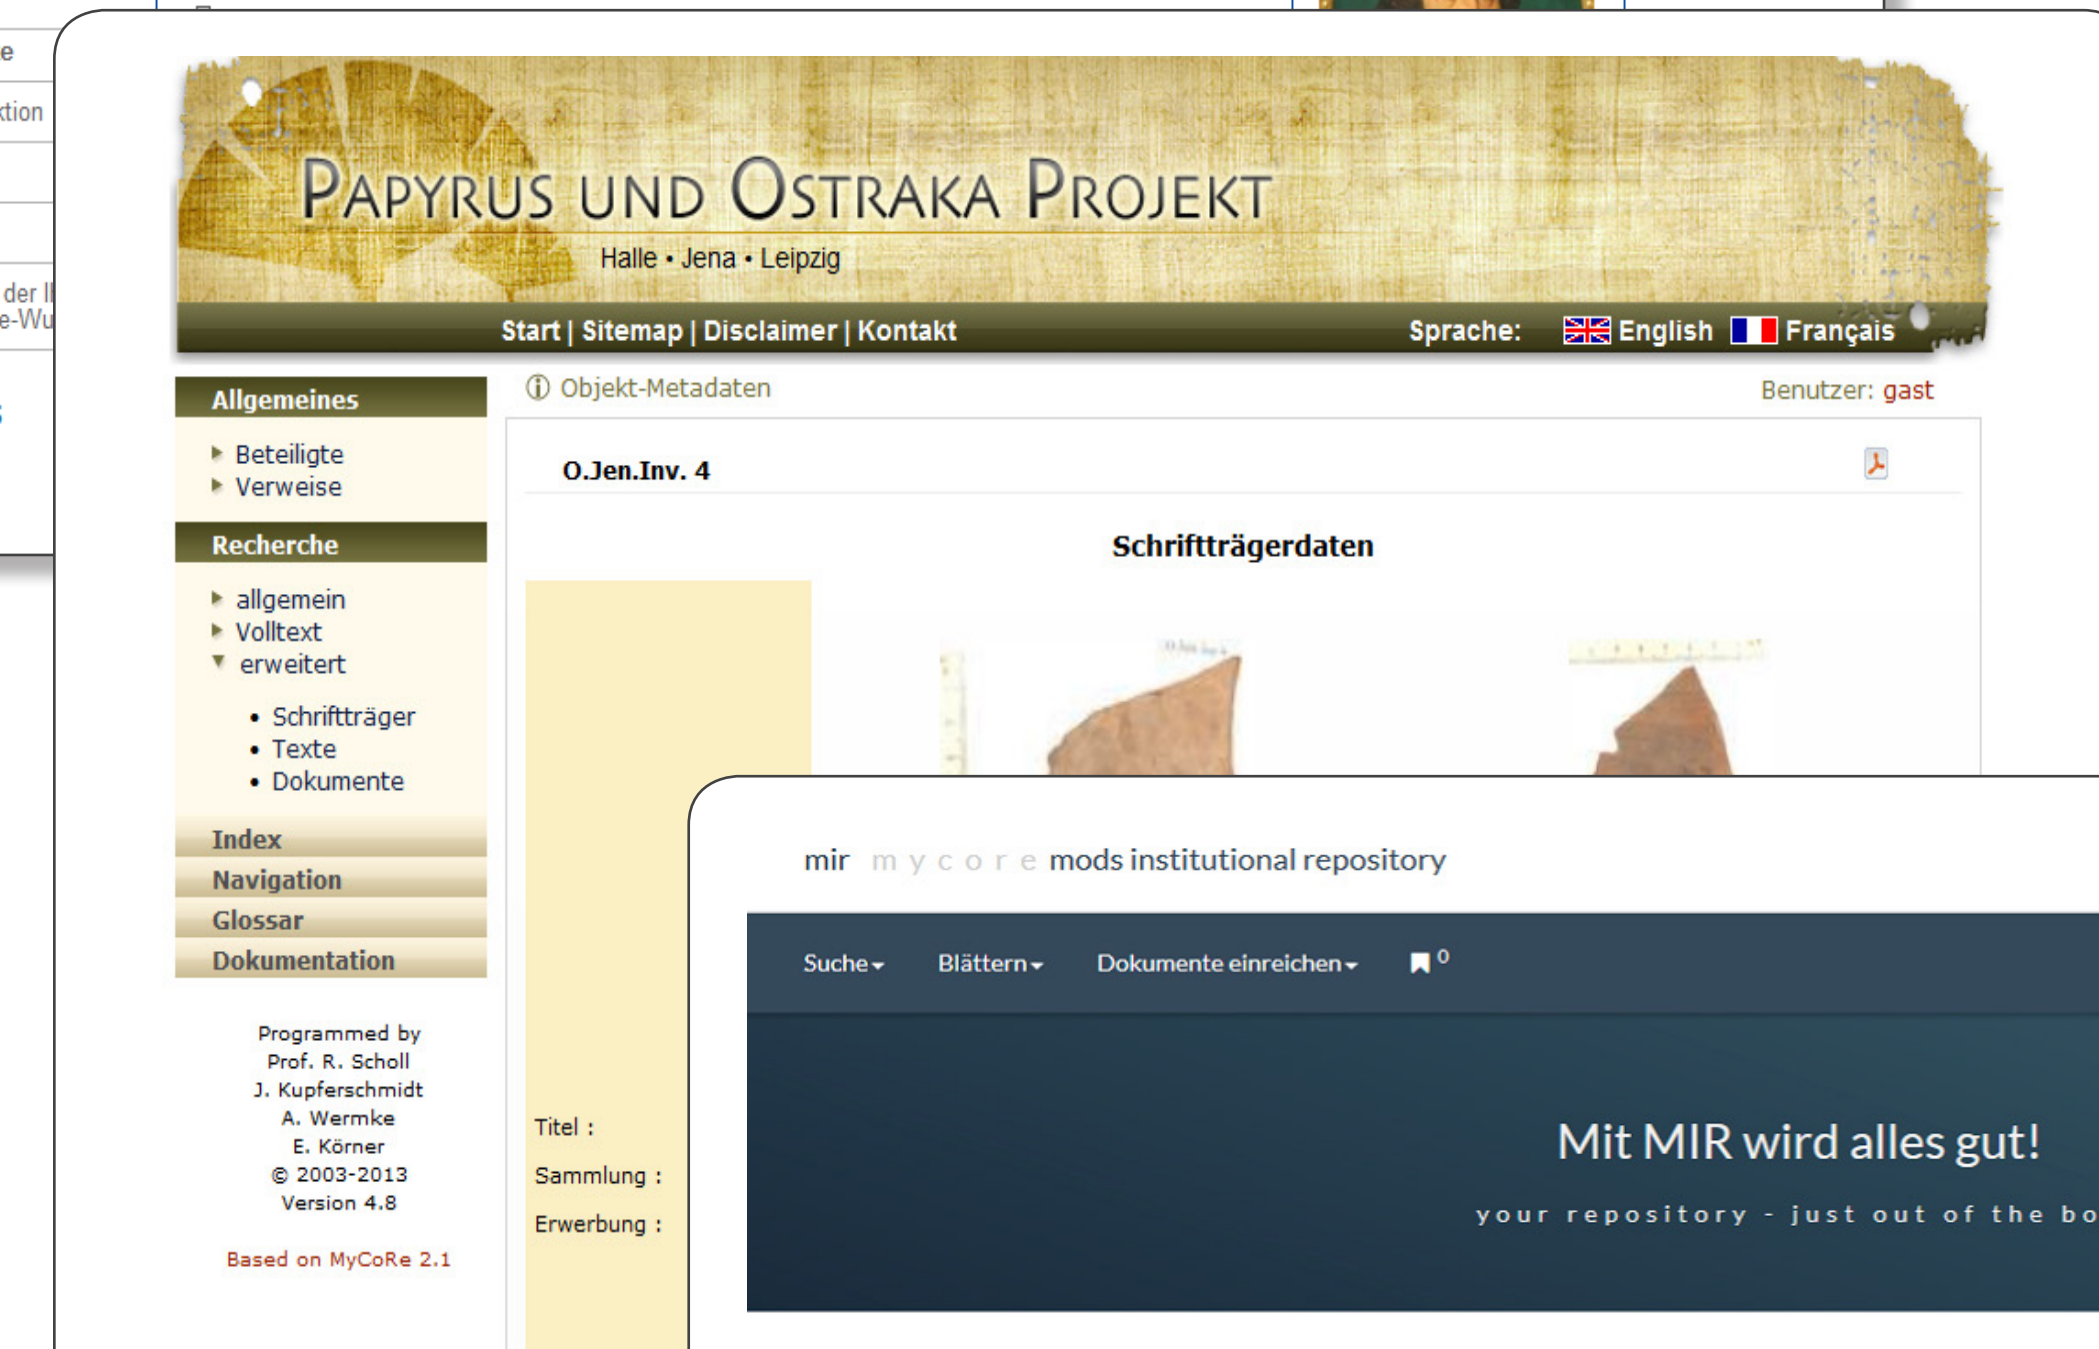 ktion
der
Papyrus und Ostraka Projekt
Halle • Jena • Leipzig
Start | Sitemap | Disclaimer | Kontakt
Sprache: English Français
Allgemeines
Beteiligte
Verweise
Recherche
allgemein
Volltext
erweitert
• Schriftträger
• Texte
• Dokumente
Index
Navigation
Glossar
Dokumentation
Programmed by
Prof. R. Scholl
J. Kupferschmidt
A. Wermke
E. Körner
© 2003-2013
Version 4.8
Based on MyCoRe 2.1
Objekt-Metadaten
Benutzer: gast
O.Jen.Inv. 4
Schriftträgerdaten
Titel :
Sammlung :
Erwerbung :
mir mycore mods institutional repository
Suche Blättern Dokumente einreichen 0
Mit MIR wird alles gut!
your repository - just out of the bo